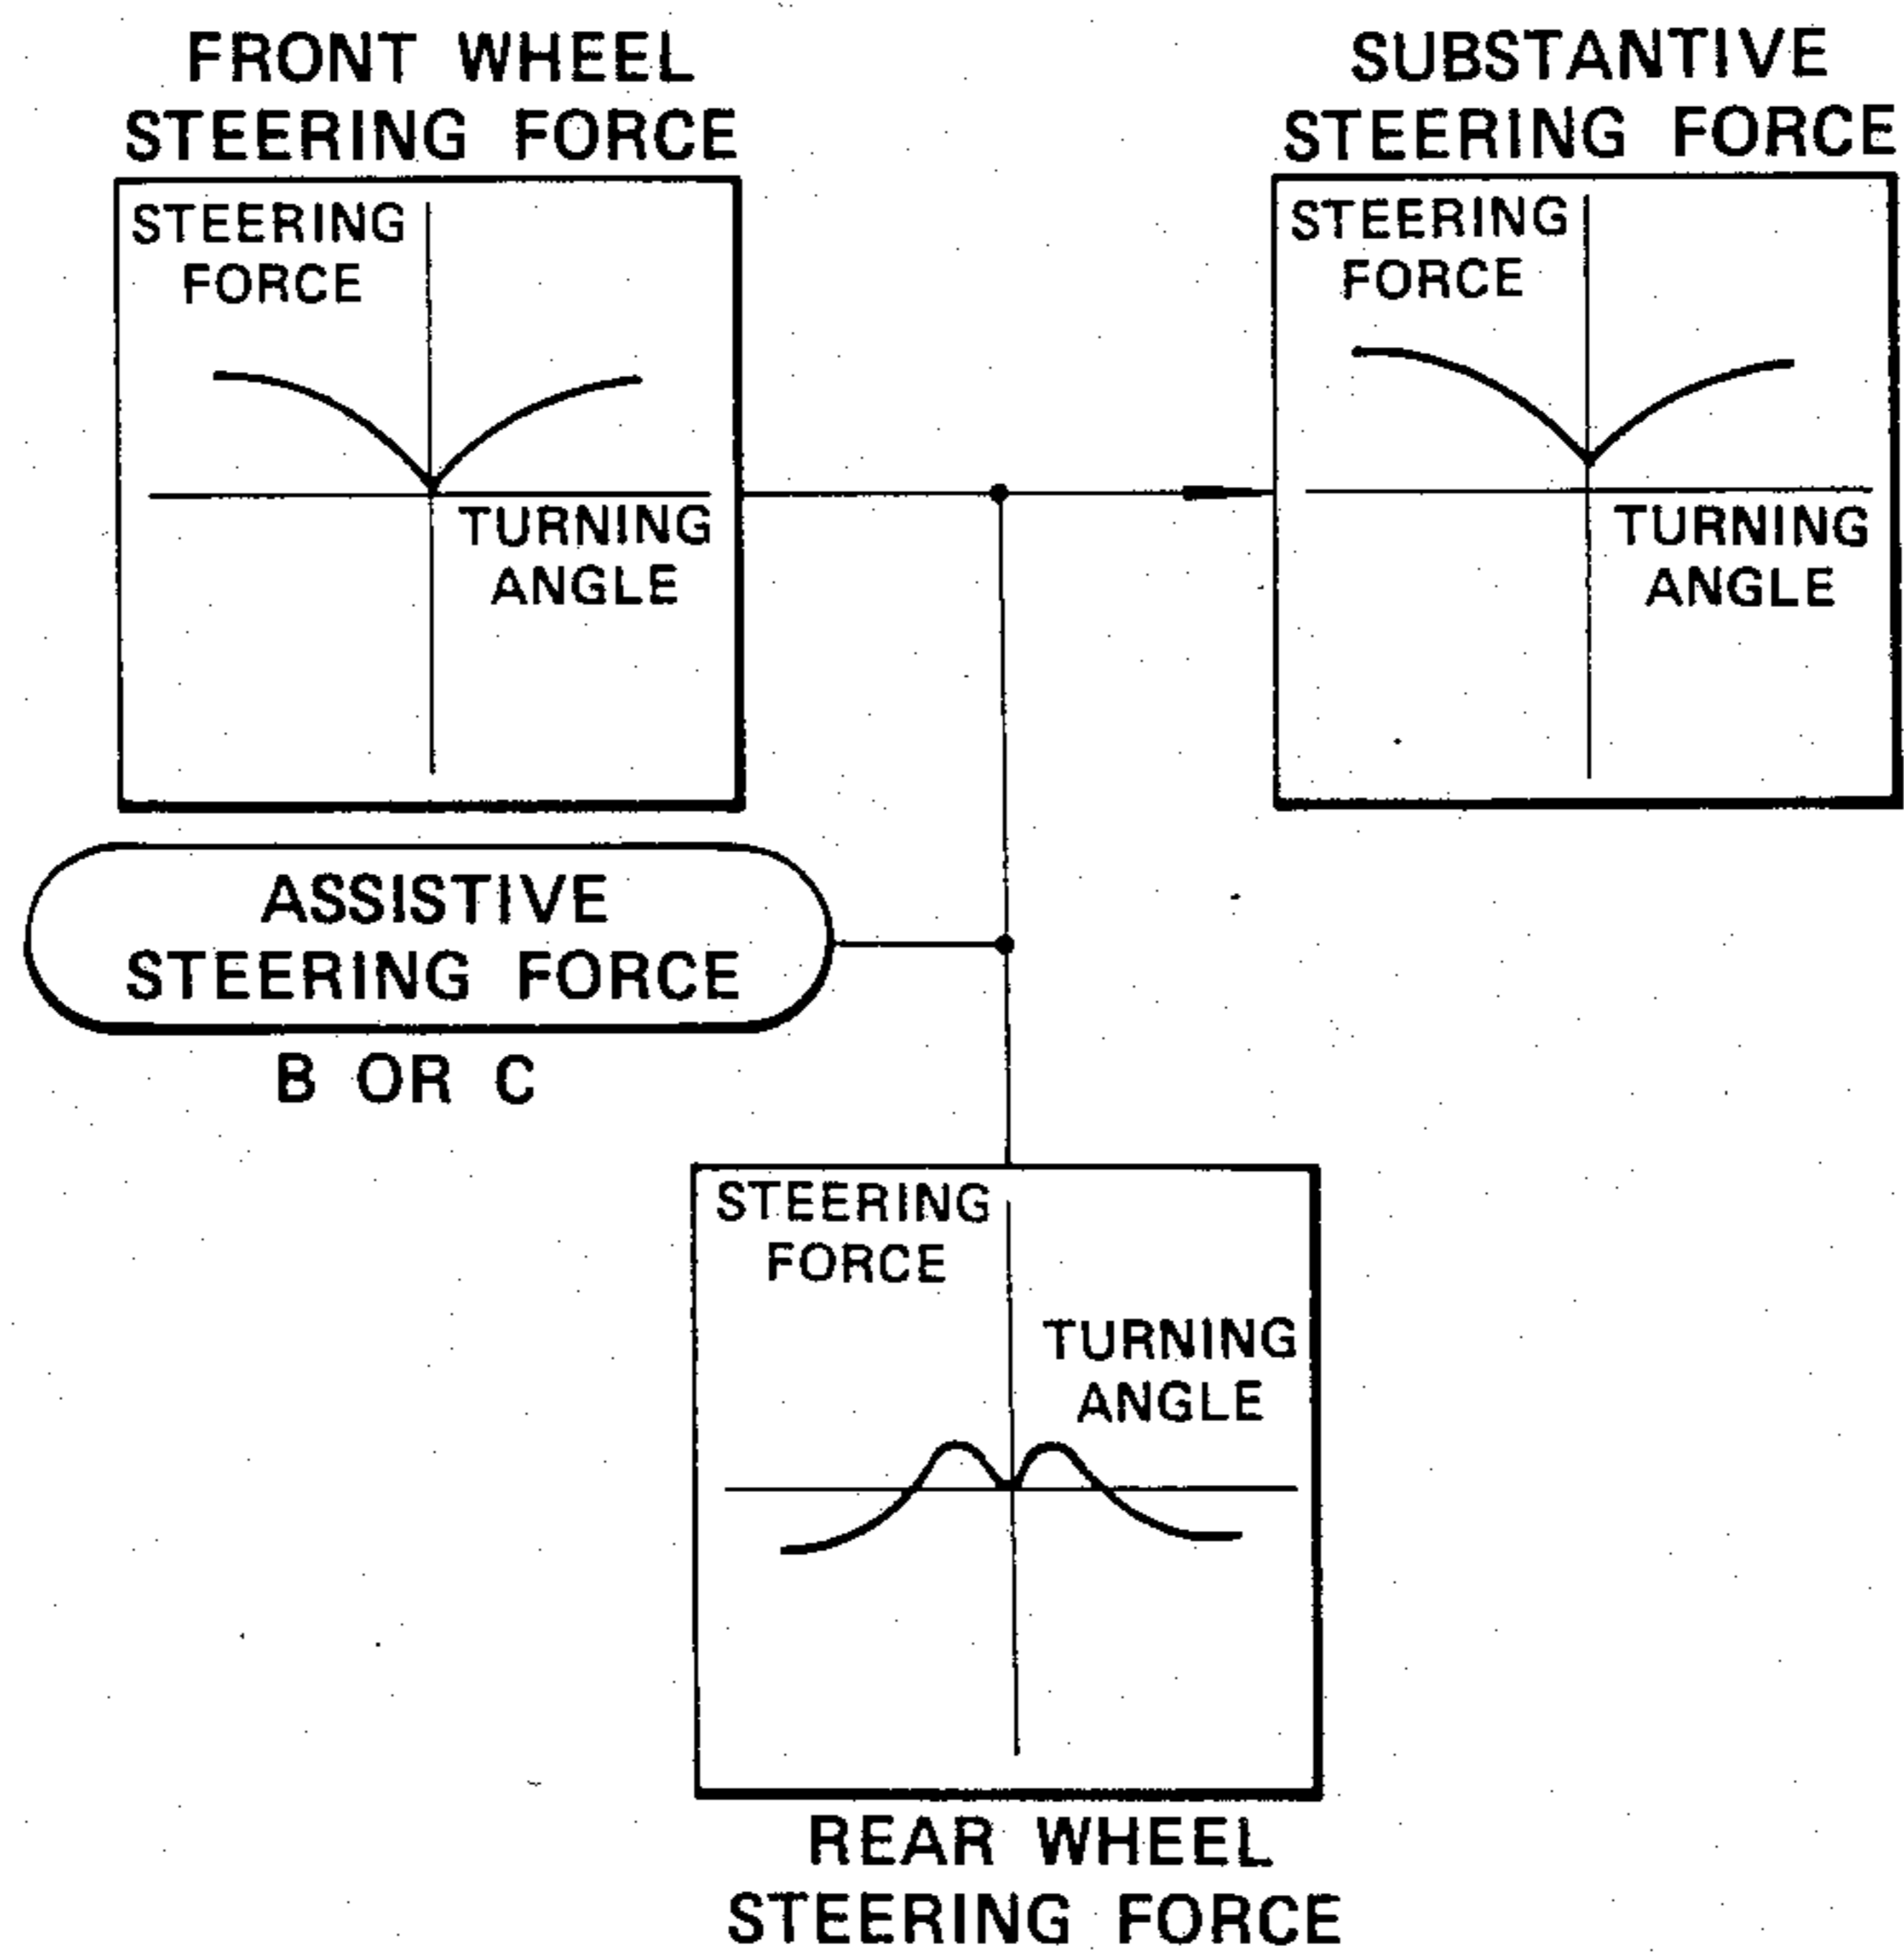 FRONT WHEEL
STEERING FORCE
STEERING
FORCE
TURNING
ANGLE
SUBSTANTIVE
STEERING FORCE
STEERING
FORCE
TURNING
ANGLE
ASSISTIVE
STEERING FORCE
B OR C
STEERING
FORCE
TURNING
ANGLE
REAR WHEEL
STEERING FORCE